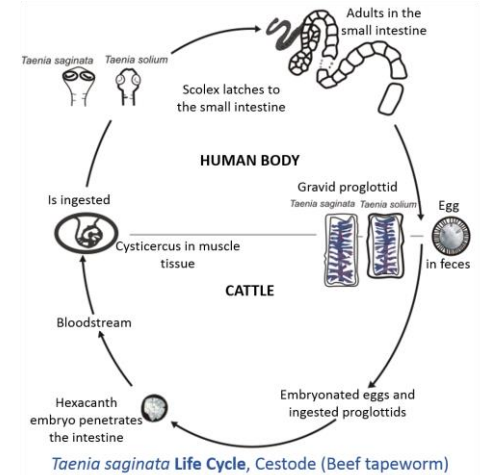 Adults in the
small intestine
Taenia saginata
Taenia solium
Scolex latches to
the small intestine
HUMAN BODY
Gravid proglottid
Taenia saginata
Taenia solium
Egg
in feces
Is ingested
Cysticercus in muscle
tissue
CATTLE
Bloodstream
Hexacanth
embryo penetrates
the intestine
Embryonated eggs and
ingested proglottids
Taenia saginata Life Cycle, Cestode (Beef tapeworm)